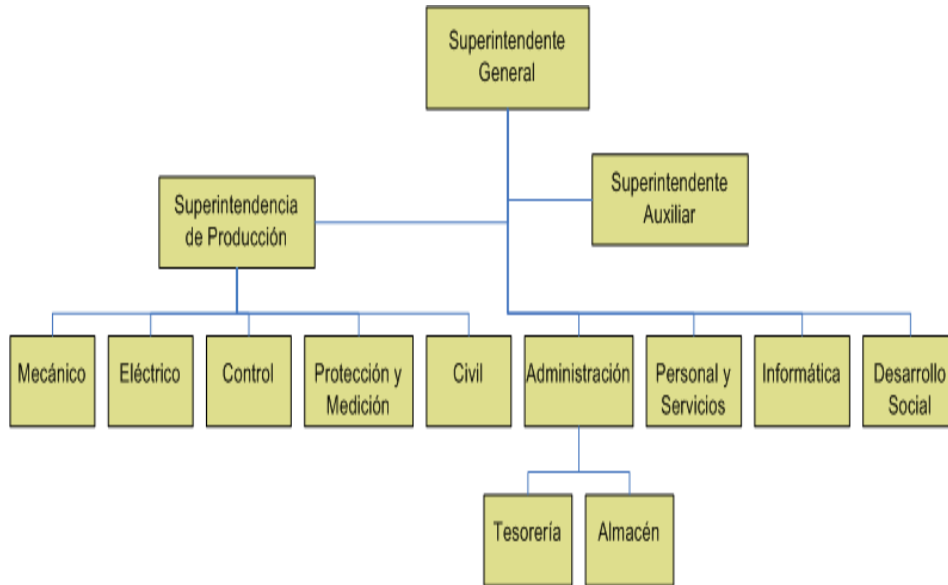 Superintendente
General
Superintendente
Auxiliar
Superintendencia
de Producción
Mecánico
Eléctrico
Control
Protección y
Medición
Civil
Administración
Personal y
Servicios
Informática
Desarrollo
Social
Tesorería
Almacén